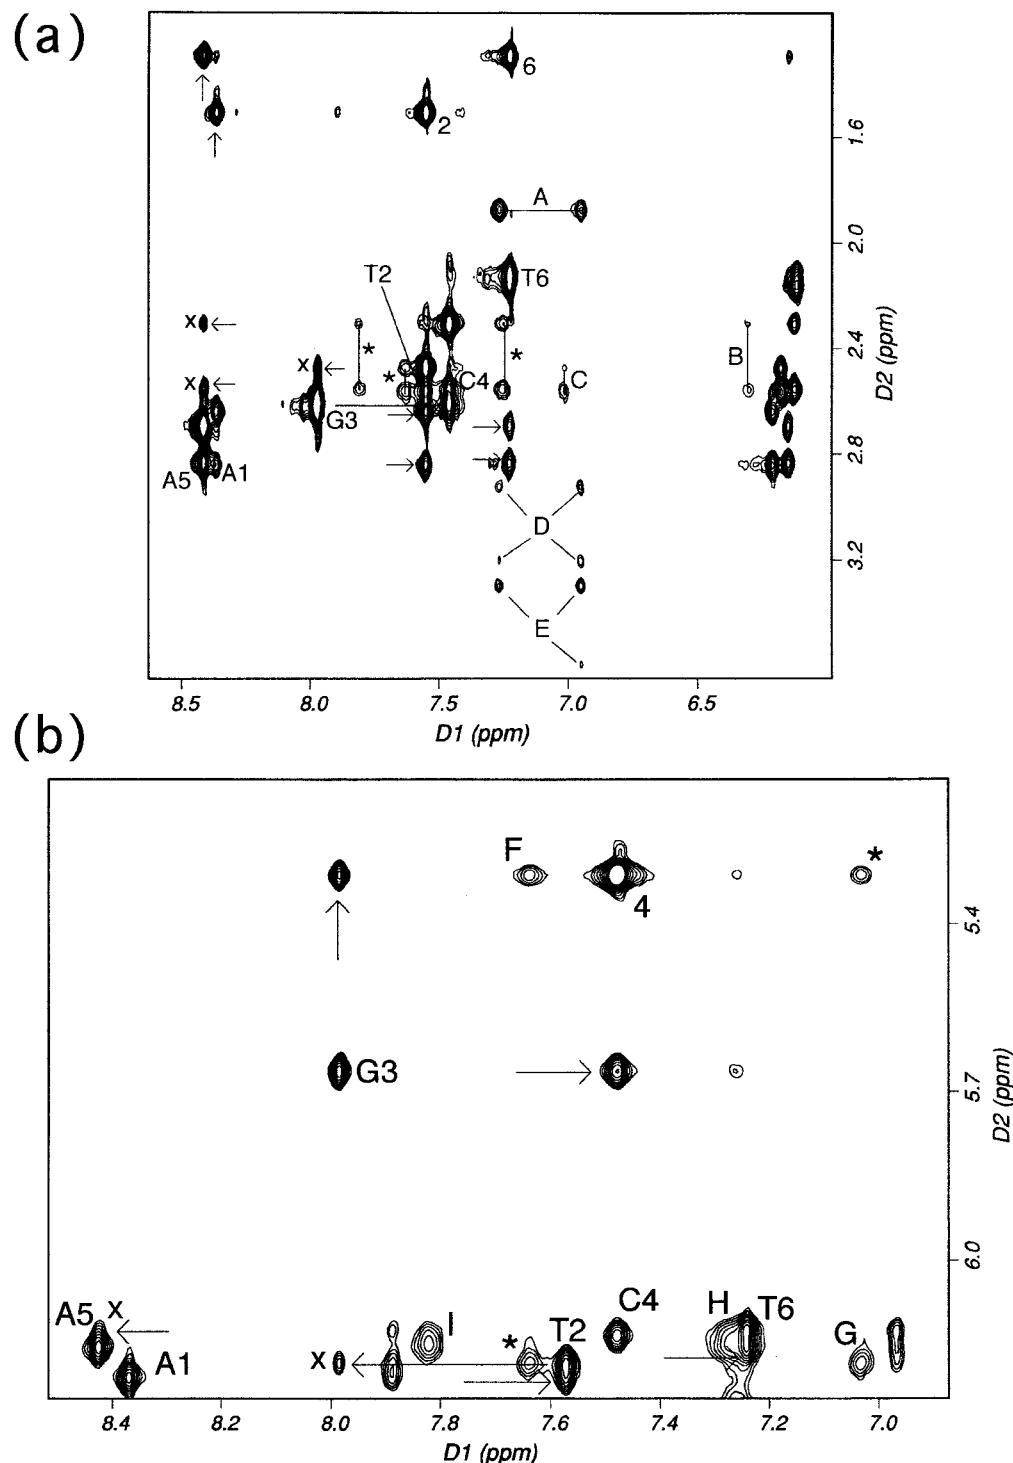 (a)
6
2
1.6
A
2.0
T2
T6
x
*
x
2.4
D2 (ppm)
x
*
*
B
C4
C
G3
2.8
A5
A1
D
3.2
E
8.5
8.0
7.5
7.0
6.5
D1 (ppm)
(b)
F
*
4
5.4
G3
5.7
D2 (ppm)
6.0
A5
x
I
C4
H
T6
A1
x
*
T2
G
8.4
8.2
8.0
7.8
7.6
7.4
7.2
7.0
D1 (ppm)